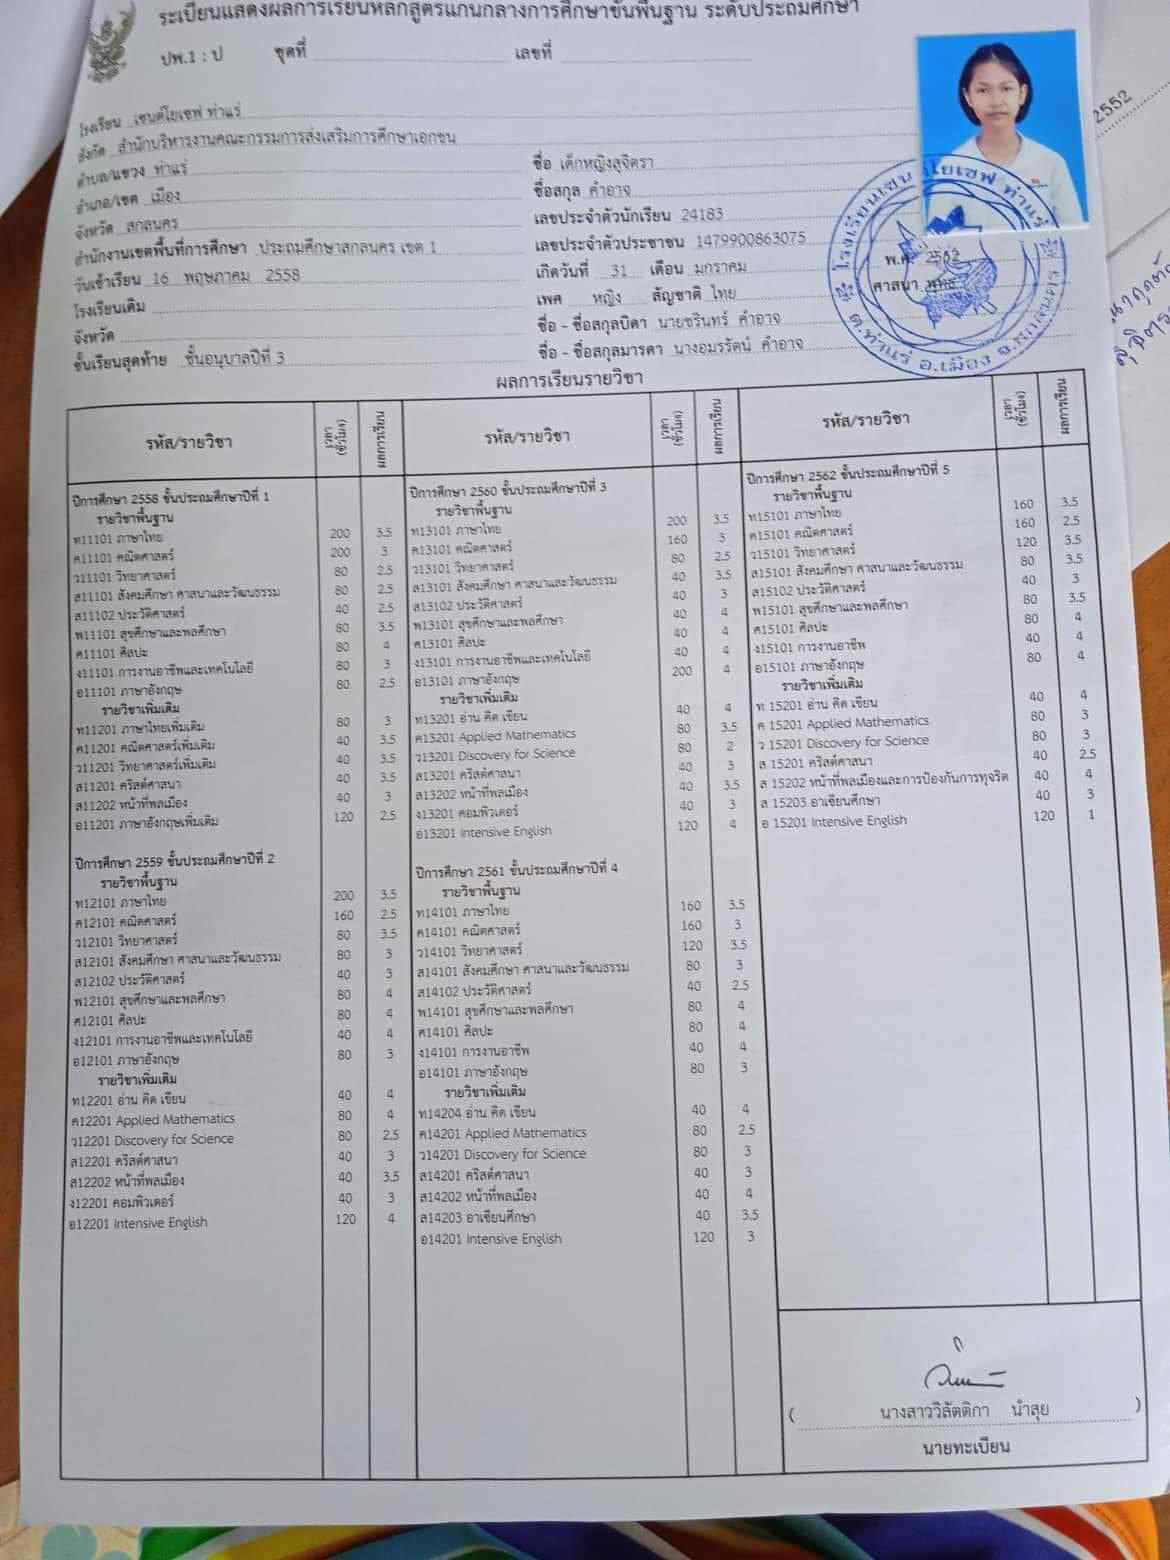 ระเบียนแสดงผลการเรียนหลักสูตรแกนกลางการศึกษาขั้นพื้นฐาน ระดับประถมศึกษา
ปพ.1 : ป ชุดที่ เลขที่
โรงเรียน เซนต์โยเซฟ ท่าแร่
สังกัด สำนักบริหารงานคณะกรรมการส่งเสริมการศึกษาเอกชน
ตำบล/แขวง ท่าแร่
อำเภอ/เขต เมือง
จังหวัด สกลนคร
สำนักงานเขตพื้นที่การศึกษา ประถมศึกษาสกลนคร เขต 1
วันเข้าเรียน 16 พฤษภาคม 2558
โรงเรียนเดิม
จังหวัด
ชั้นเรียนสุดท้าย ชั้นอนุบาลปีที่ 3
ชื่อ เด็กหญิงสุจิตรา
ชื่อสกุล คำอาจ
เลขประจำตัวนักเรียน 24183
เลขประจำตัวประชาชน 1479900863075
เกิดวันที่ 31 เดือน มกราคม พ.ศ. 2552
เพศ หญิง สัญชาติ ไทย ศาสนา พุทธ
ชื่อ - ชื่อสกุลบิดา นายชรินทร์ คำอาจ
ชื่อ - ชื่อสกุลมารดา นางอมรรัตน์ คำอาจ
โรงเรียนเซนต์โยเซฟ ท่าแร่
ต.ท่าแร่ อ.เมือง จ.สกลนคร
2552
ผลการเรียนรายวิชา
รหัส/รายวิชา เวลา (ชั่วโมง) ผลการเรียน
ปีการศึกษา 2558 ชั้นประถมศึกษาปีที่ 1
รายวิชาพื้นฐาน
ท11101 ภาษาไทย 200 3.5
ค11101 คณิตศาสตร์ 200 3
ว11101 วิทยาศาสตร์ 80 2.5
ส11101 สังคมศึกษา ศาสนาและวัฒนธรรม 80 2.5
ส11102 ประวัติศาสตร์ 40 2.5
พ11101 สุขศึกษาและพลศึกษา 80 3.5
ศ11101 ศิลปะ 80 4
ง11101 การงานอาชีพและเทคโนโลยี 80 3
อ11101 ภาษาอังกฤษ 80 2.5
รายวิชาเพิ่มเติม
ท11201 ภาษาไทยเพิ่มเติม 80 3
ค11201 คณิตศาสตร์เพิ่มเติม 40 3.5
ว11201 วิทยาศาสตร์เพิ่มเติม 40 3.5
ส11201 คริสต์ศาสนา 40 3.5
ส11202 หน้าที่พลเมือง 40 3
อ11201 ภาษาอังกฤษเพิ่มเติม 120 2.5
ปีการศึกษา 2559 ชั้นประถมศึกษาปีที่ 2
รายวิชาพื้นฐาน
ท12101 ภาษาไทย 200 3.5
ค12101 คณิตศาสตร์ 160 2.5
ว12101 วิทยาศาสตร์ 80 3.5
ส12101 สังคมศึกษา ศาสนาและวัฒนธรรม 80 3
ส12102 ประวัติศาสตร์ 40 3
พ12101 สุขศึกษาและพลศึกษา 80 4
ศ12101 ศิลปะ 80 4
ง12101 การงานอาชีพและเทคโนโลยี 40 4
อ12101 ภาษาอังกฤษ 80 3
รายวิชาเพิ่มเติม
ท12201 อ่าน คิด เขียน 40 4
ค12201 Applied Mathematics 80 4
ว12201 Discovery for Science 80 2.5
ส12201 คริสต์ศาสนา 40 3
ส12202 หน้าที่พลเมือง 40 3.5
ง12201 คอมพิวเตอร์ 40 3
อ12201 Intensive English 120 4
รหัส/รายวิชา เวลา (ชั่วโมง) ผลการเรียน
ปีการศึกษา 2560 ชั้นประถมศึกษาปีที่ 3
รายวิชาพื้นฐาน
ท13101 ภาษาไทย 200 3.5
ค13101 คณิตศาสตร์ 160 3
ว13101 วิทยาศาสตร์ 80 2.5
ส13101 สังคมศึกษา ศาสนาและวัฒนธรรม 40 3.5
ส13102 ประวัติศาสตร์ 40 3
พ13101 สุขศึกษาและพลศึกษา 40 4
ศ13101 ศิลปะ 40 4
ง13101 การงานอาชีพและเทคโนโลยี 40 4
อ13101 ภาษาอังกฤษ 200 4
รายวิชาเพิ่มเติม
ท13201 อ่าน คิด เขียน 40 4
ค13201 Applied Mathematics 80 3.5
ว13201 Discovery for Science 80 2
ส13201 คริสต์ศาสนา 40 3
ส13202 หน้าที่พลเมือง 40 3.5
ง13201 คอมพิวเตอร์ 40 3
อ13201 Intensive English 120 4
ปีการศึกษา 2561 ชั้นประถมศึกษาปีที่ 4
รายวิชาพื้นฐาน
ท14101 ภาษาไทย 160 3.5
ค14101 คณิตศาสตร์ 160 3
ว14101 วิทยาศาสตร์ 120 3.5
ส14101 สังคมศึกษา ศาสนาและวัฒนธรรม 80 3
ส14102 ประวัติศาสตร์ 40 2.5
พ14101 สุขศึกษาและพลศึกษา 80 4
ศ14101 ศิลปะ 80 4
ง14101 การงานอาชีพ 40 4
อ14101 ภาษาอังกฤษ 80 3
รายวิชาเพิ่มเติม
ท14204 อ่าน คิด เขียน 40 4
ค14201 Applied Mathematics 80 2.5
ว14201 Discovery for Science 80 3
ส14201 คริสต์ศาสนา 40 3
ส14202 หน้าที่พลเมือง 40 4
ส14203 อาเซียนศึกษา 40 3.5
อ14201 Intensive English 120 3
รหัส/รายวิชา เวลา (ชั่วโมง) ผลการเรียน
ปีการศึกษา 2562 ชั้นประถมศึกษาปีที่ 5
รายวิชาพื้นฐาน
ท15101 ภาษาไทย 160 3.5
ค15101 คณิตศาสตร์ 160 2.5
ว15101 วิทยาศาสตร์ 120 3.5
ส15101 สังคมศึกษา ศาสนาและวัฒนธรรม 80 3.5
ส15102 ประวัติศาสตร์ 40 3
พ15101 สุขศึกษาและพลศึกษา 80 3.5
ศ15101 ศิลปะ 80 4
ง15101 การงานอาชีพ 40 4
อ15101 ภาษาอังกฤษ 80 4
รายวิชาเพิ่มเติม
ท 15201 อ่าน คิด เขียน 40 4
ค 15201 Applied Mathematics 80 3
ว 15201 Discovery for Science 80 3
ส 15201 คริสต์ศาสนา 40 2.5
ส 15202 หน้าที่พลเมืองและการป้องกันการทุจริต 40 4
ส 15203 อาเซียนศึกษา 40 3
อ 15201 Intensive English 120 1
( นางสาววิลัตติกา นำสุย )
นายทะเบียน